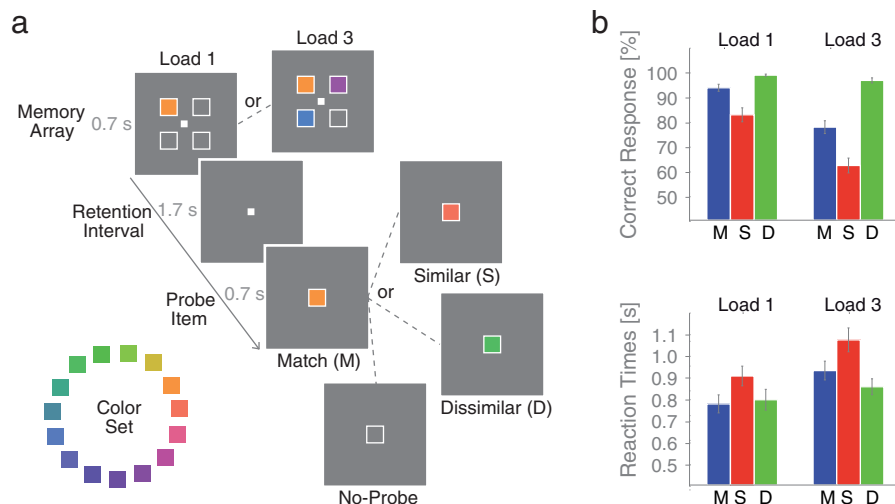 a
Load 1
Load 3
Memory
Array
0.7 s
or
Retention
Interval
1.7 s
Similar (S)
Probe
Item
0.7 s
or
Match (M)
Dissimilar (D)
Color
Set
No-Probe
b
Load 1
Load 3
Correct Response [%]
100
90
80
70
60
50
M S D
M S D
Load 1
Load 3
Reaction Times [s]
1.1
1.0
0.9
0.8
0.7
0.6
0.5
M S D
M S D